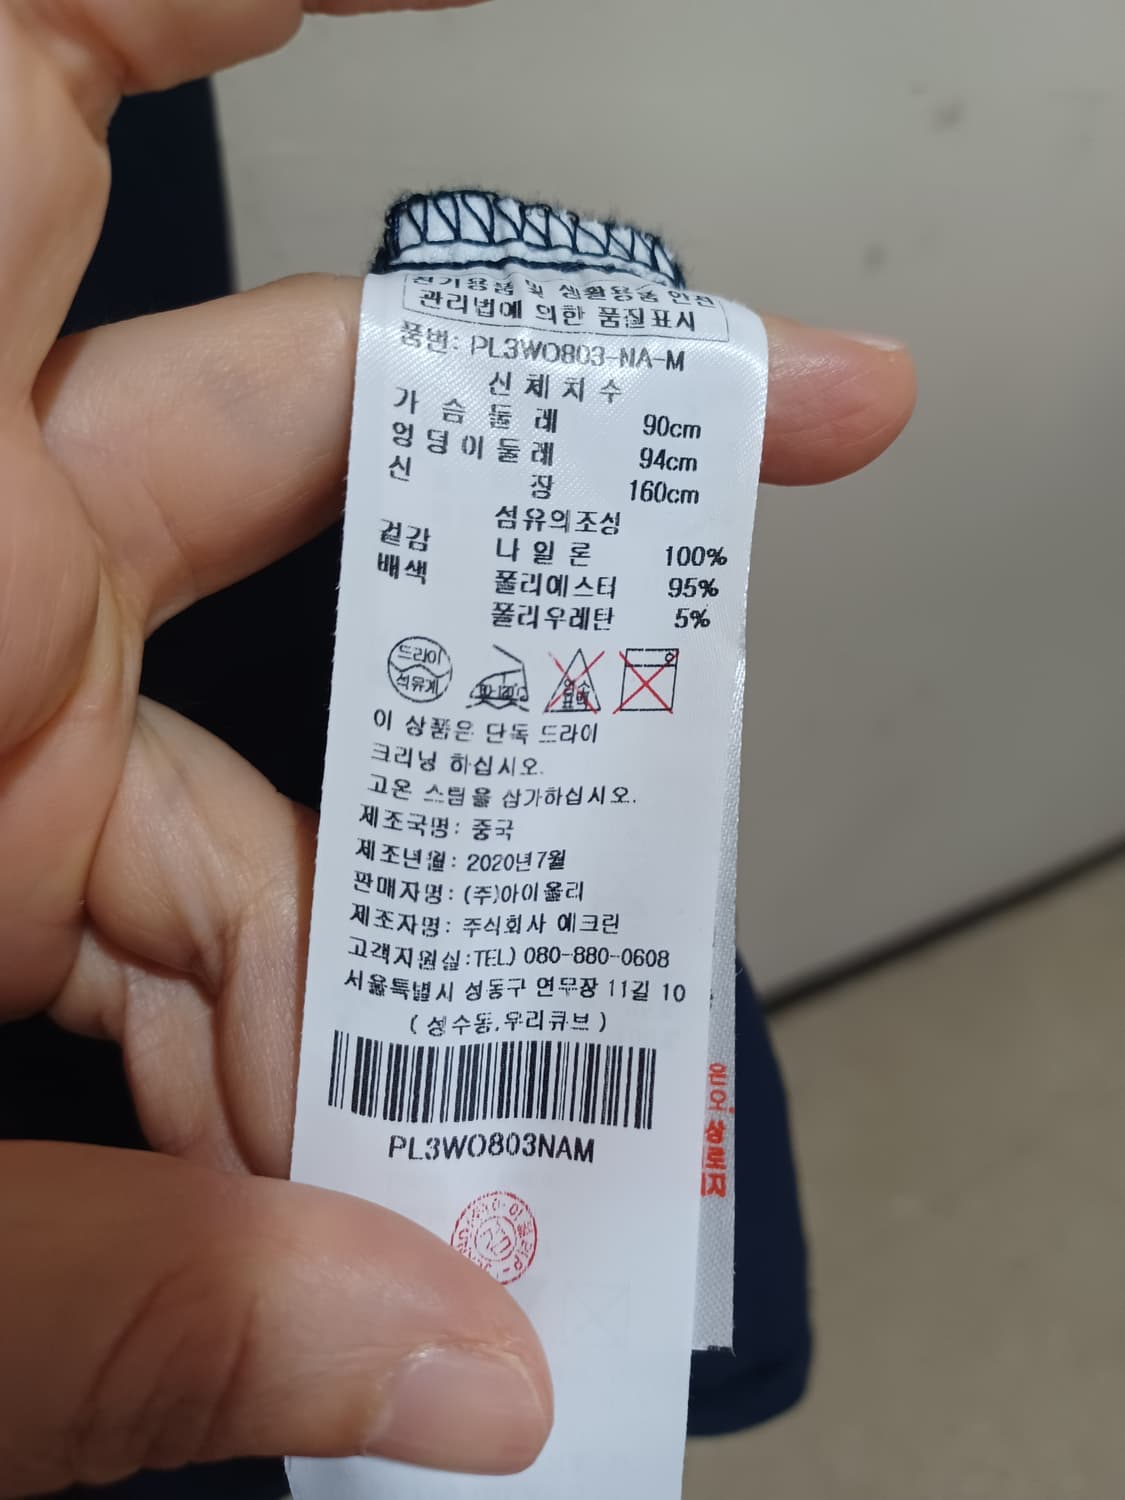 전기용품 및 생활용품 안전
관리법에 의한 품질표시
품번: PL3WO803-NA-M
신체치수
가슴둘레 90cm
엉덩이둘레 94cm
신장 160cm
섬유의조성
겉감 나일론 100%
배색 폴리에스터 95%
폴리우레탄 5%
드라이
석유계
염소
표백
이 상품은 단독 드라이
크리닝 하십시오.
고온 스팀을 삼가하십시오.
제조국명: 중국
제조년월: 2020년7월
판매자명: (주)아이올리
제조자명: 주식회사 예크린
고객지원실:TEL) 080-880-0608
서울특별시 성동구 연무장 11길 10
(성수동,우리큐브)
PL3WO803NAM